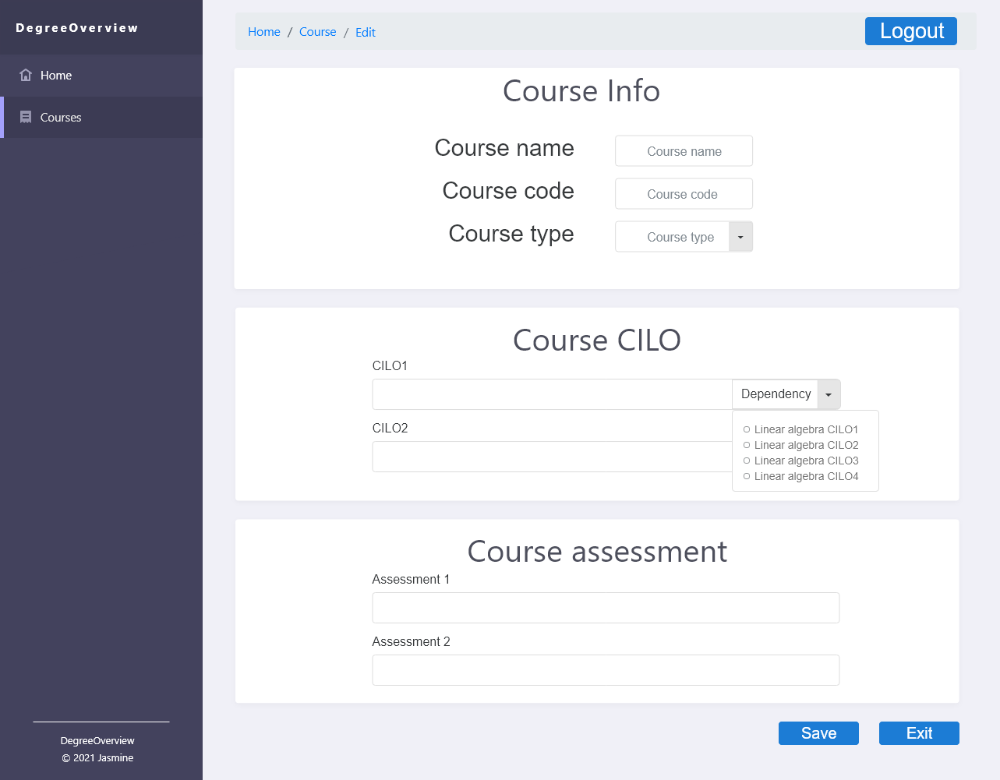 DegreeOverview
Home
Courses
DegreeOverview
© 2021 Jasmine
Home / Course / Edit
Logout
Course Info
Course name
Course name
Course code
Course code
Course type
Course type
Course CILO
CILO1
Dependency
Linear algebra CILO1
Linear algebra CILO2
Linear algebra CILO3
Linear algebra CILO4
CILO2
Course assessment
Assessment 1
Assessment 2
Save
Exit